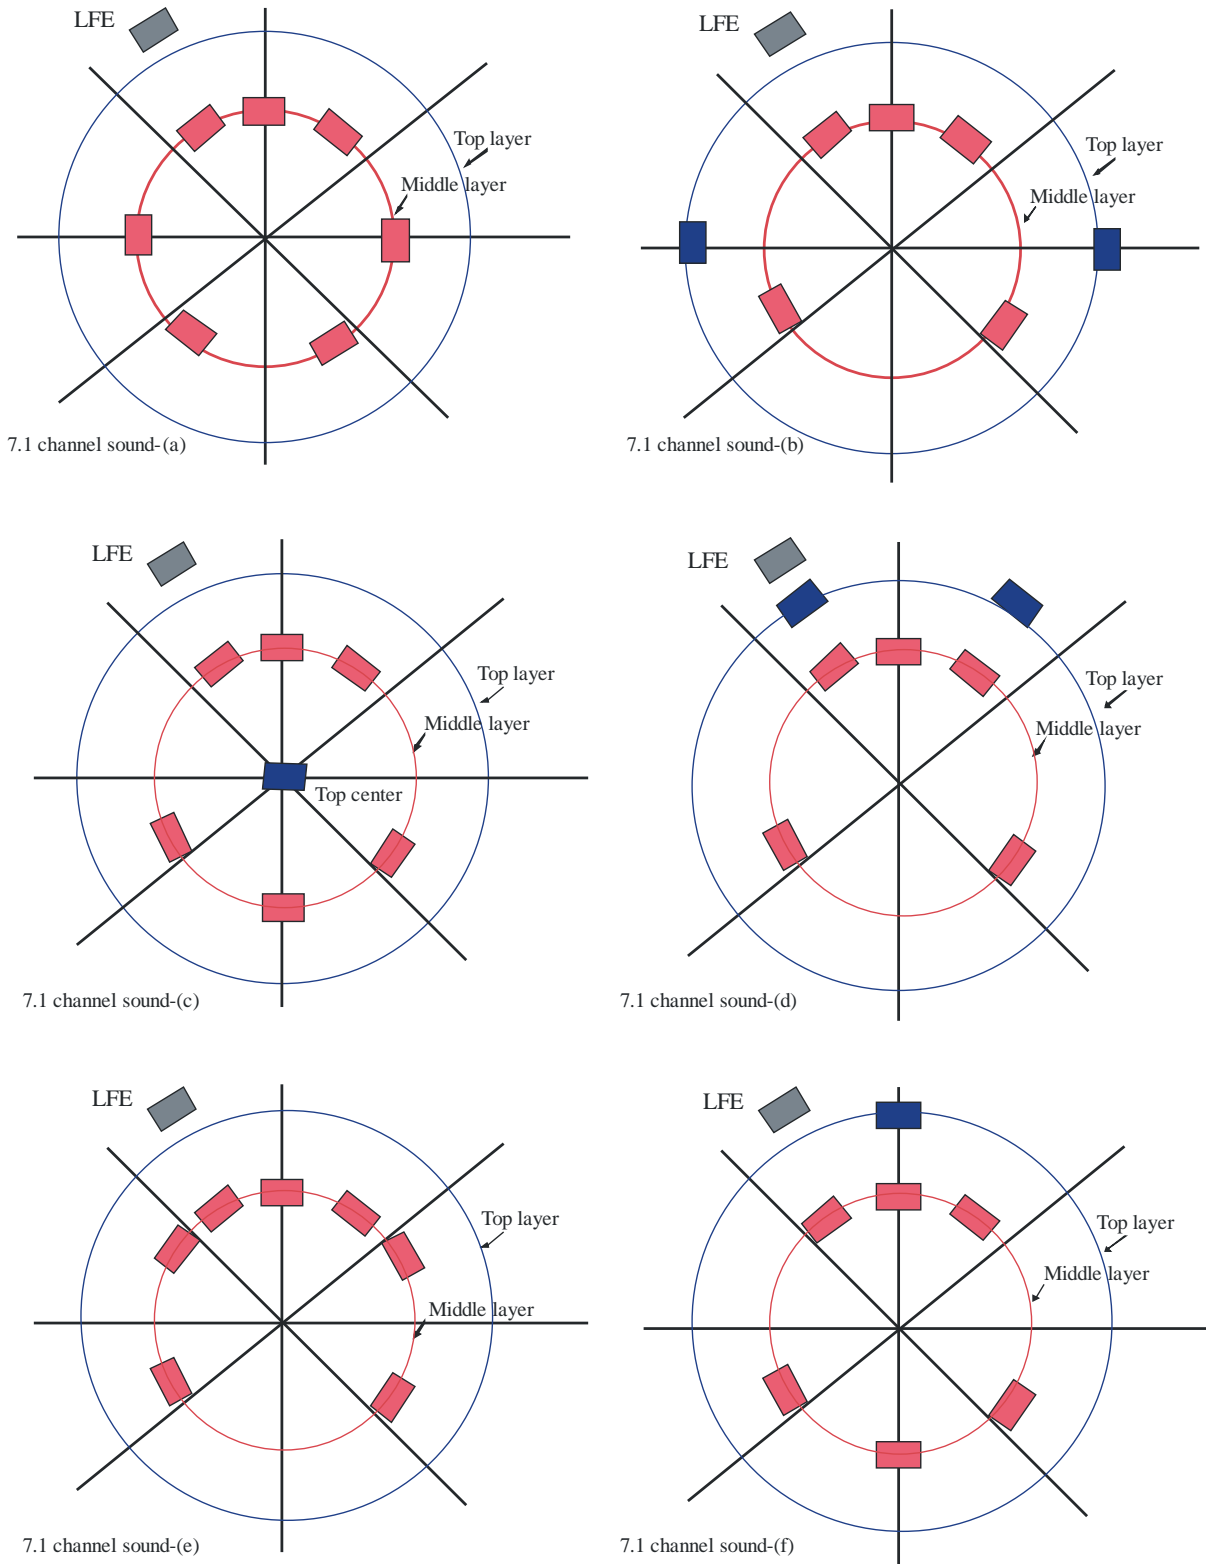 LFE
Top layer
Middle layer
7.1 channel sound-(a)
LFE
Top layer
Middle layer
7.1 channel sound-(b)
LFE
Top layer
Middle layer
Top center
7.1 channel sound-(c)
LFE
Top layer
Middle layer
7.1 channel sound-(d)
LFE
Top layer
Middle layer
7.1 channel sound-(e)
LFE
Top layer
Middle layer
7.1 channel sound-(f)